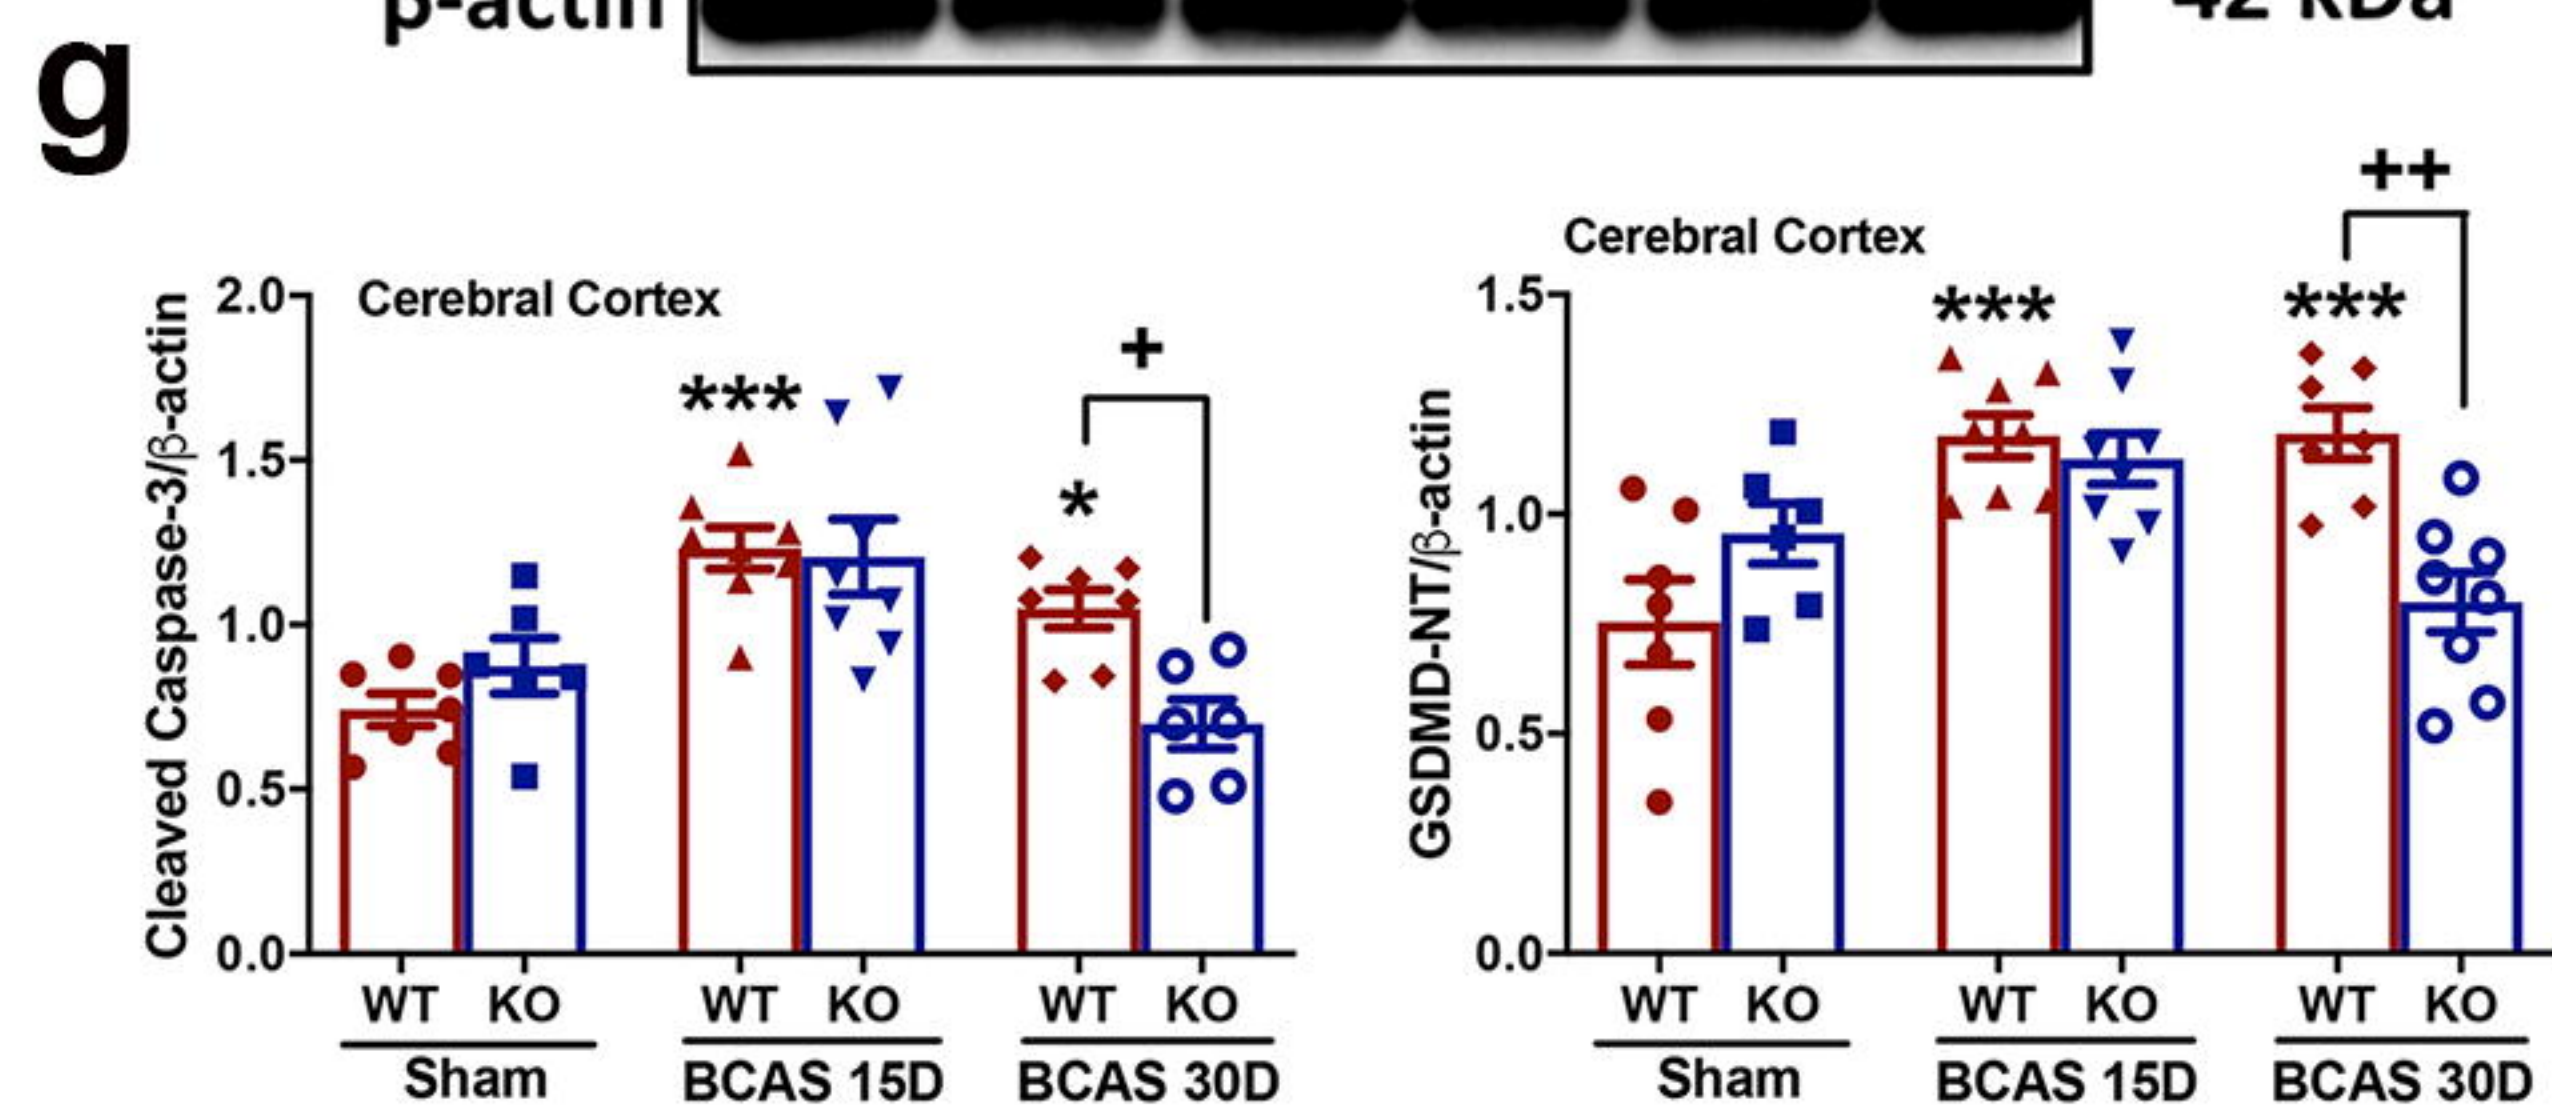 β-actin 42 kDa
g
Cerebral Cortex
Cleaved Caspase-3/β-actin
2.0
1.5
1.0
0.5
0.0
***
*
+
WT KO WT KO WT KO
Sham BCAS 15D BCAS 30D
Cerebral Cortex
GSDMD-NT/β-actin
1.5
1.0
0.5
0.0
***
***
++
WT KO WT KO WT KO
Sham BCAS 15D BCAS 30D